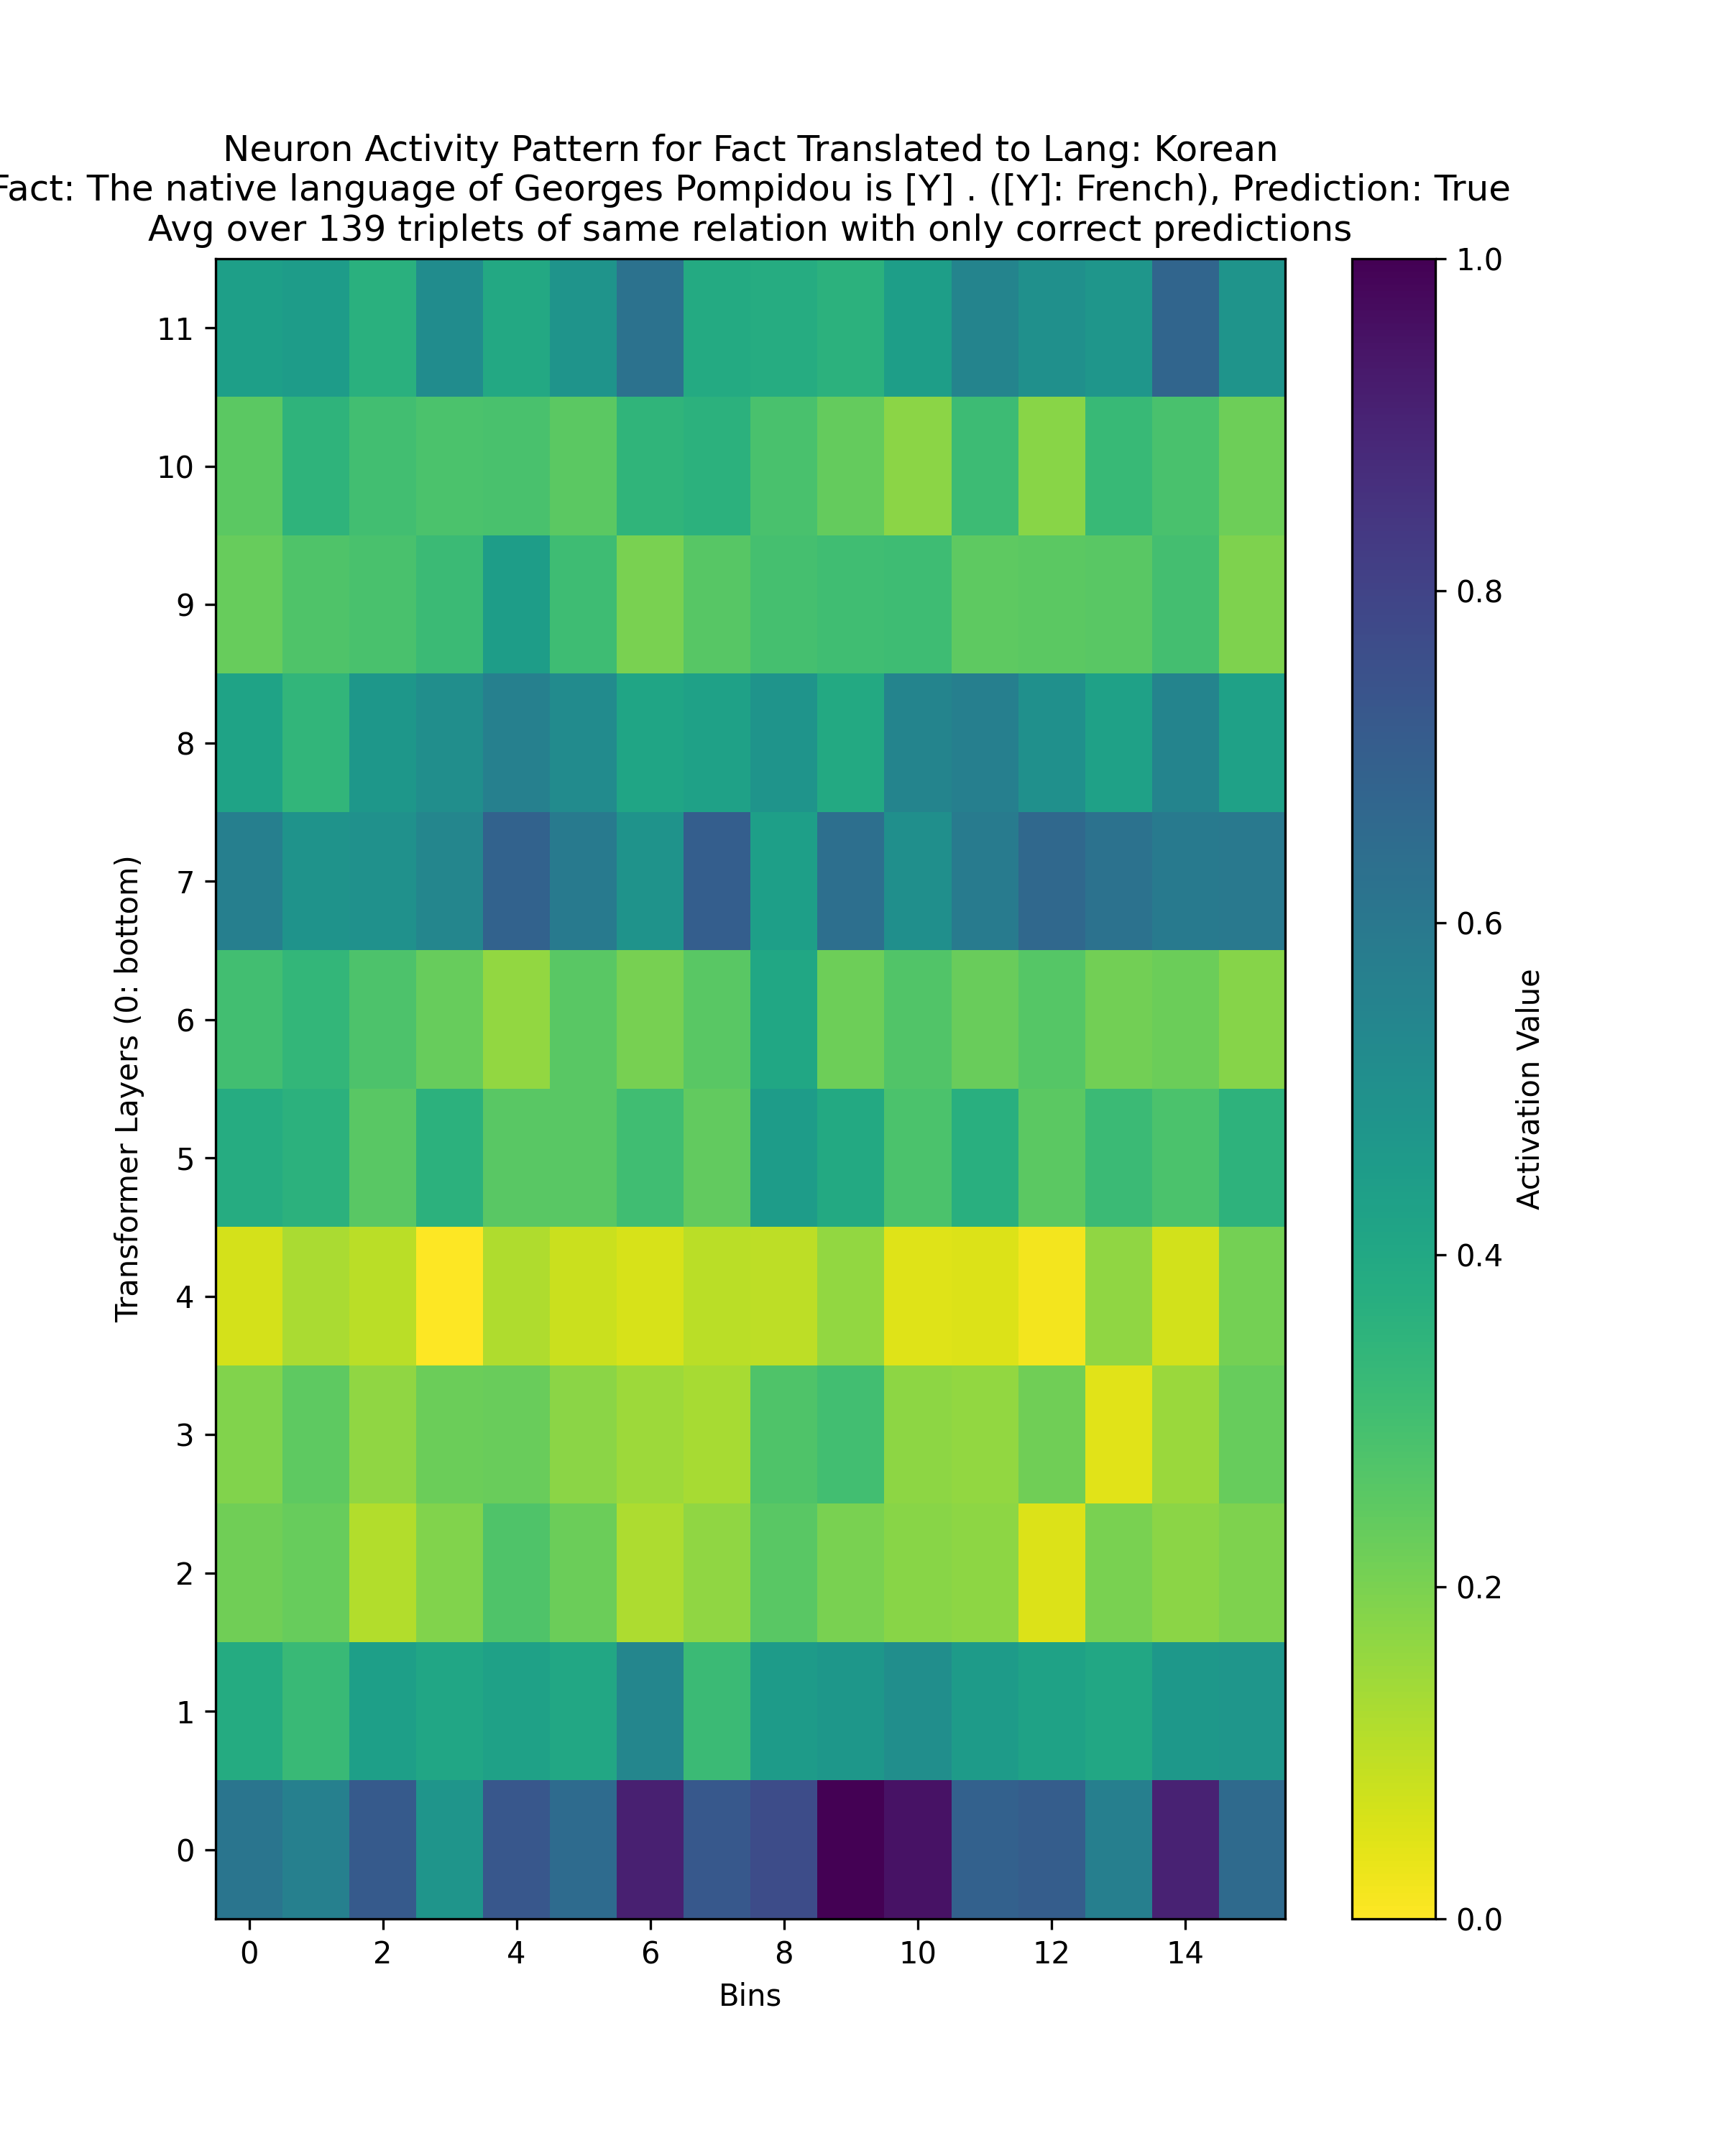 Neuron Activity Pattern for Fact Translated to Lang: Korean
Fact: The native language of Georges Pompidou is [Y] . ([Y]: French), Prediction: True
Avg over 139 triplets of same relation with only correct predictions
11
10
9
8
7
6
5
4
3
2
1
0
Transformer Layers (0: bottom)
0 2 4 6 8 10 12 14
Bins
1.0
0.8
0.6
0.4
0.2
0.0
Activation Value